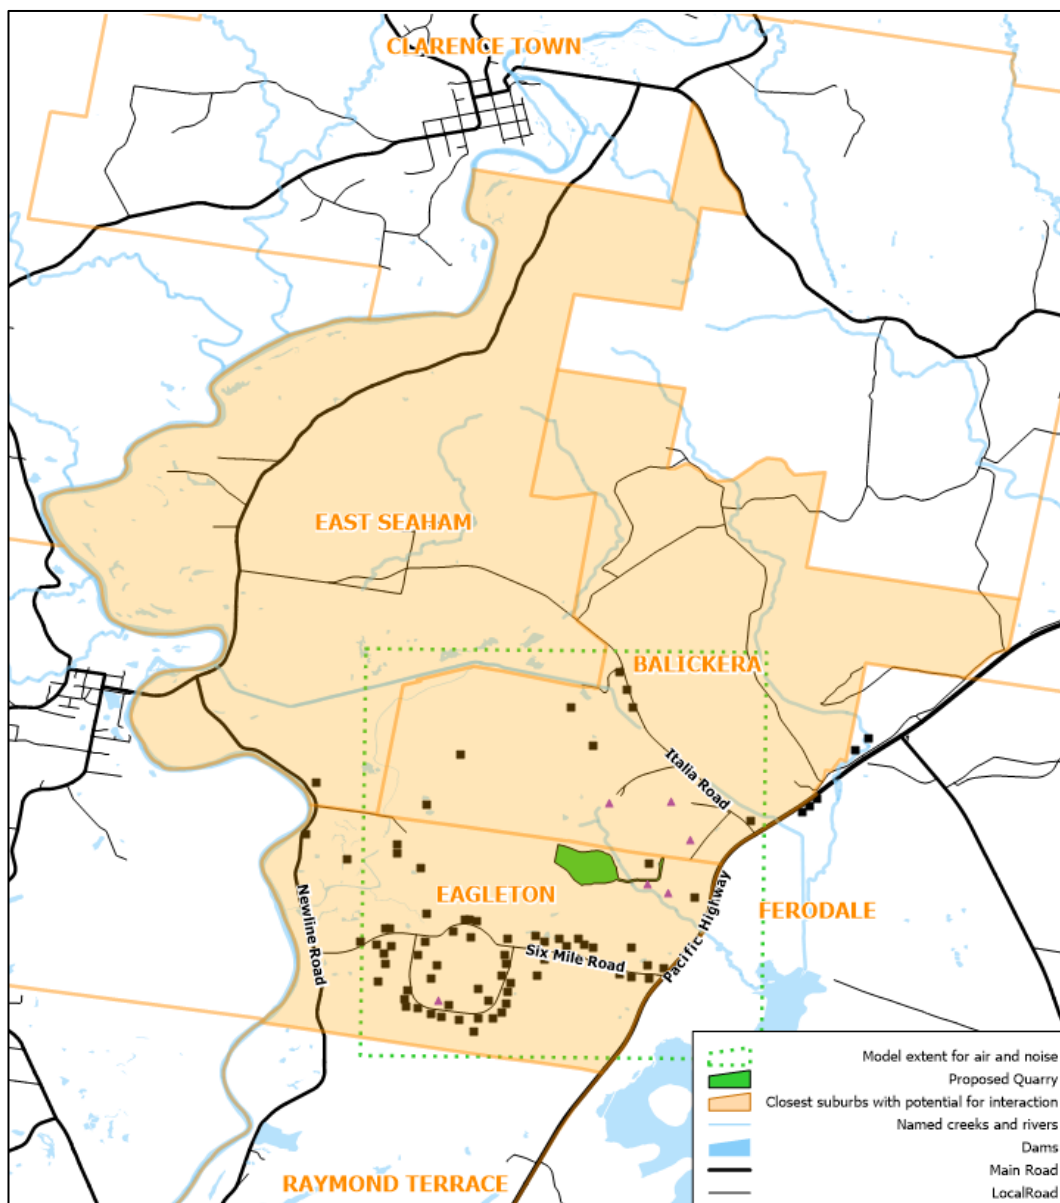 CLARENCE TOWN
EAST SEAHAM
BALICKERA
Italia Road
EAGLETON
Newline Road
Six Mile Road
Pacific Highway
FERODALE
RAYMOND TERRACE
Model extent for air and noise
Proposed Quarry
Closest suburbs with potential for interaction
Named creeks and rivers
Dams
Main Road
LocalRoad